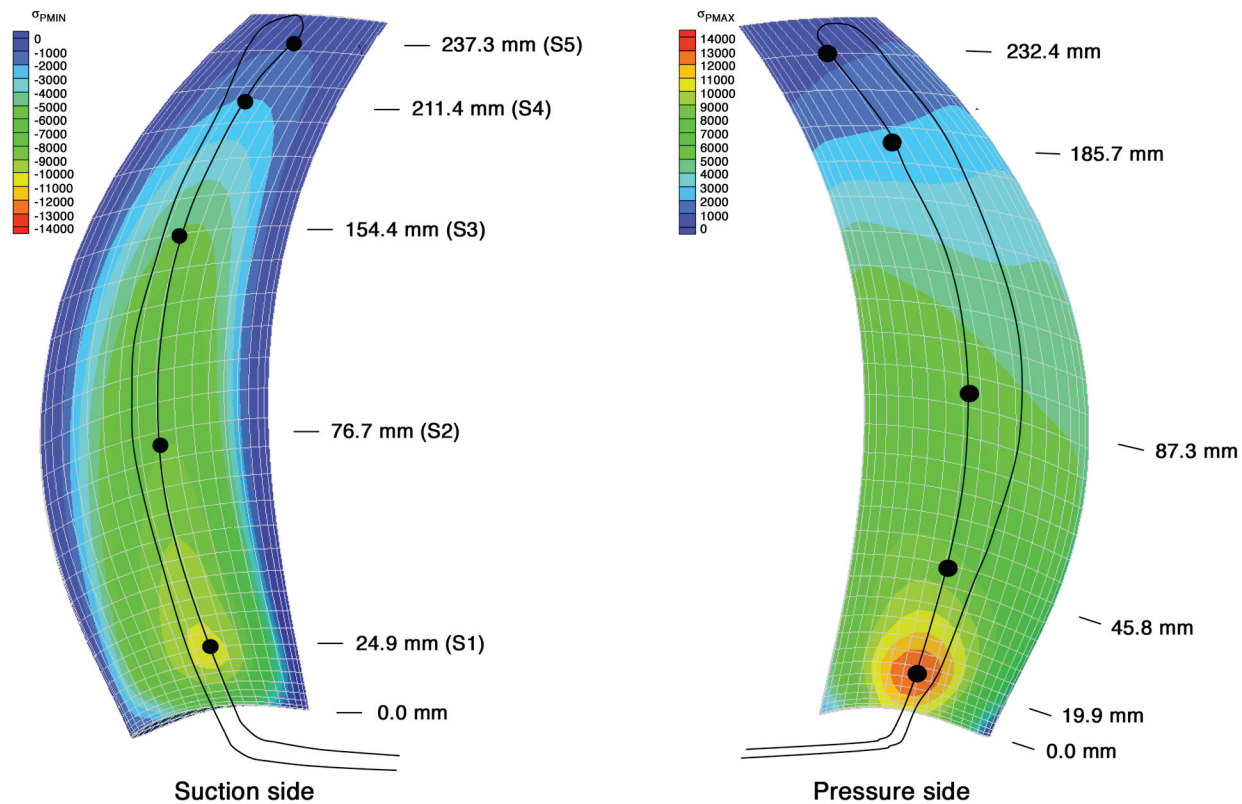 σPMIN
0
-1000
-2000
-3000
-4000
-5000
-6000
-7000
-8000
-9000
-10000
-11000
-12000
-13000
-14000
237.3 mm (S5)
211.4 mm (S4)
154.4 mm (S3)
76.7 mm (S2)
24.9 mm (S1)
0.0 mm
Suction side
σPMAX
14000
13000
12000
11000
10000
9000
8000
7000
6000
5000
4000
3000
2000
1000
0
232.4 mm
185.7 mm
87.3 mm
45.8 mm
19.9 mm
0.0 mm
Pressure side